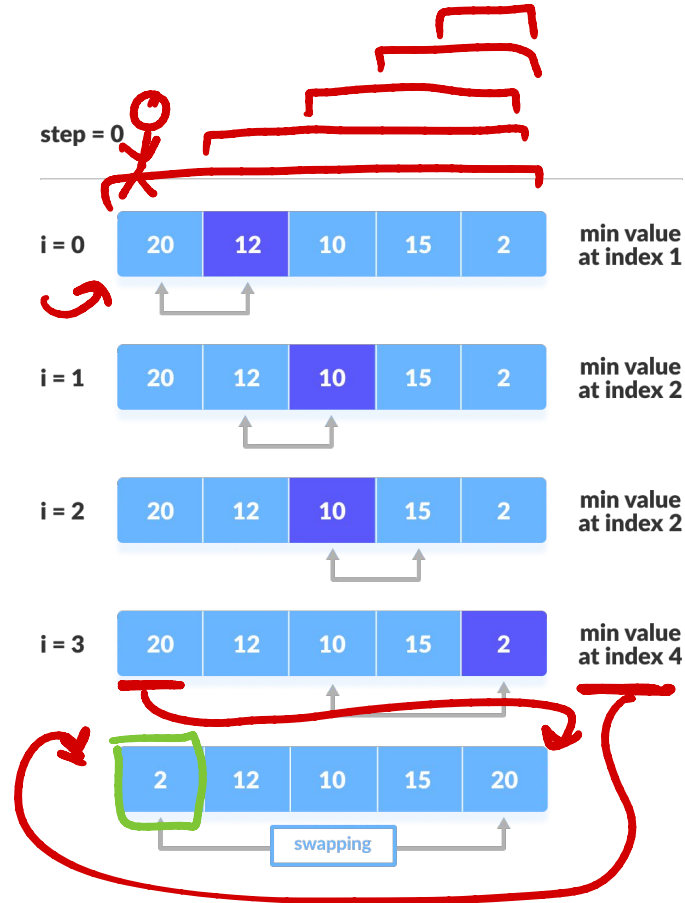 step = 0
i = 0 20 12 10 15 2 min value
at index 1
i = 1 20 12 10 15 2 min value
at index 2
i = 2 20 12 10 15 2 min value
at index 2
i = 3 20 12 10 15 2 min value
at index 4
2 12 10 15 20
swapping